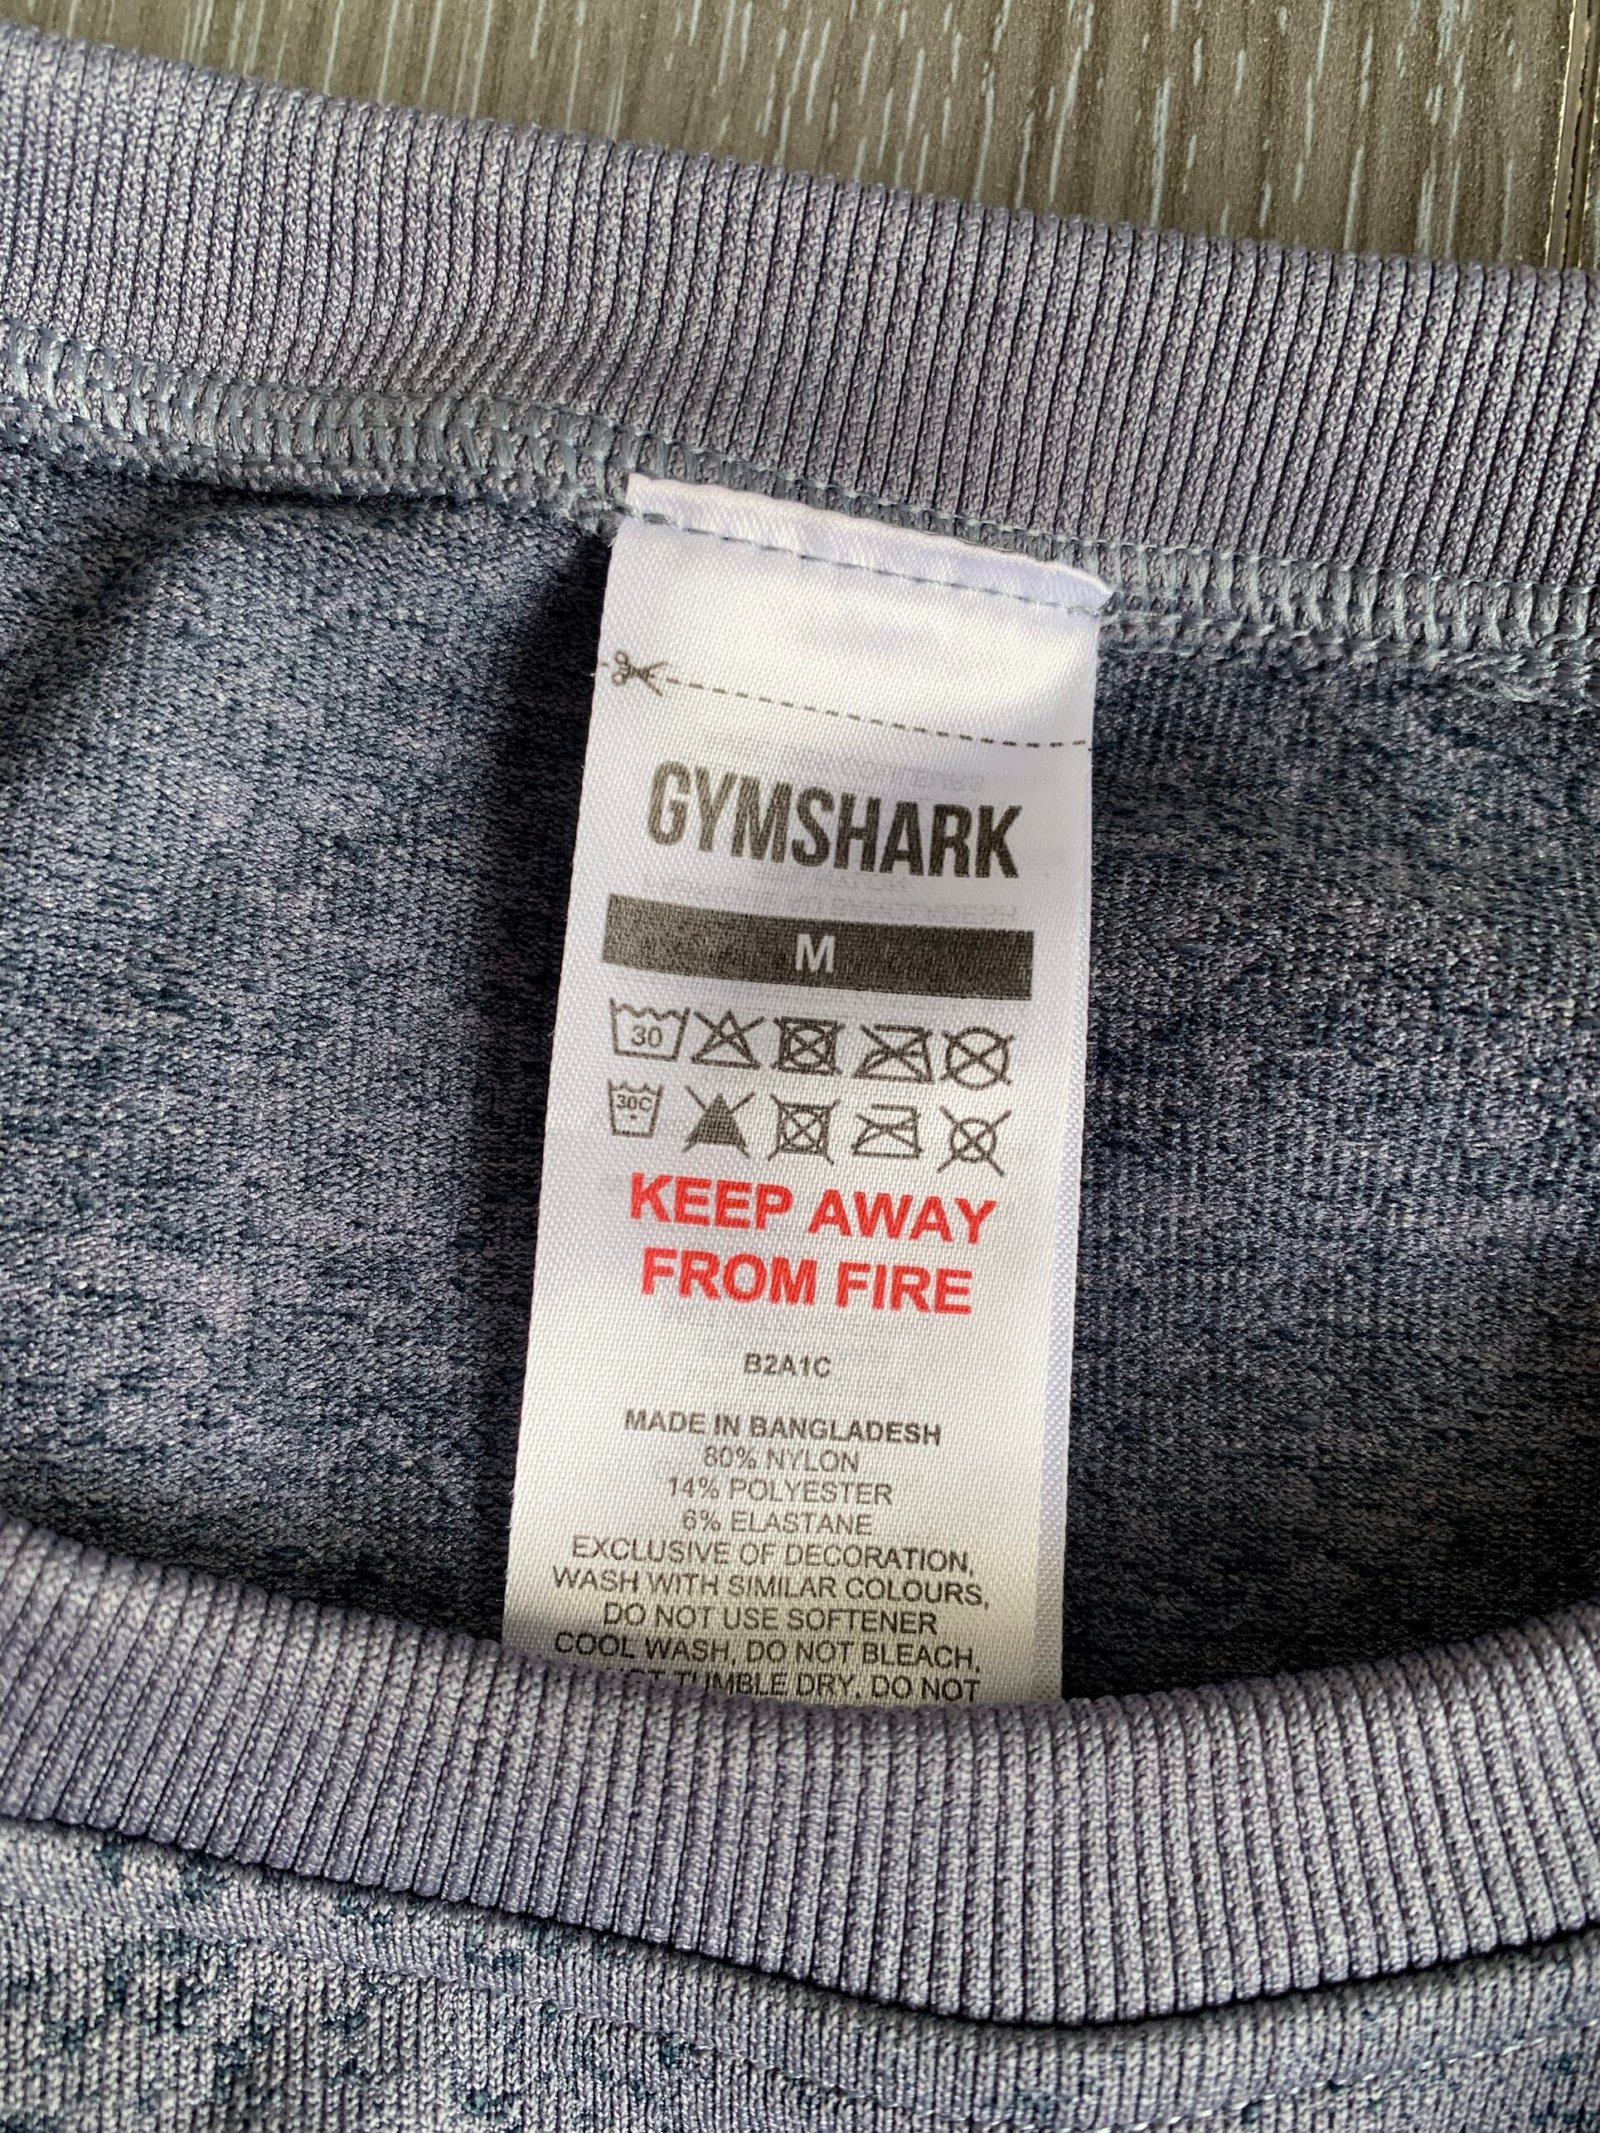 GYMSHARK
M
30
30C
KEEP AWAY
FROM FIRE
B2A1C
MADE IN BANGLADESH
80% NYLON
14% POLYESTER
6% ELASTANE
EXCLUSIVE OF DECORATION,
WASH WITH SIMILAR COLOURS,
DO NOT USE SOFTENER
COOL WASH, DO NOT BLEACH,
TUMBLE DRY, DO NOT